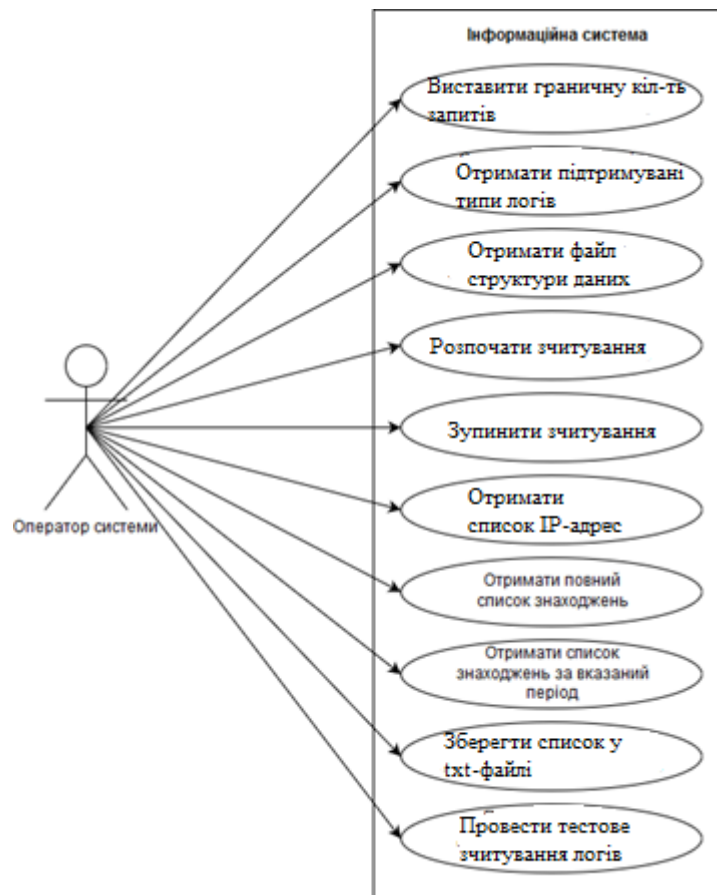 Інформаційна система
Виставити граничну кіл-ть
запитів
Отримати підтримувані
типи логів
Отримати файл
структури даних
Розпочати зчитування
Зупинити зчитування
Отримати
список IP-адрес
Оператор системи
Отримати повний
список знаходжень
Отримати список
знаходжень за вказаний
період
Зберегти список у
txt-файлі
Провести тестове
зчитування логів